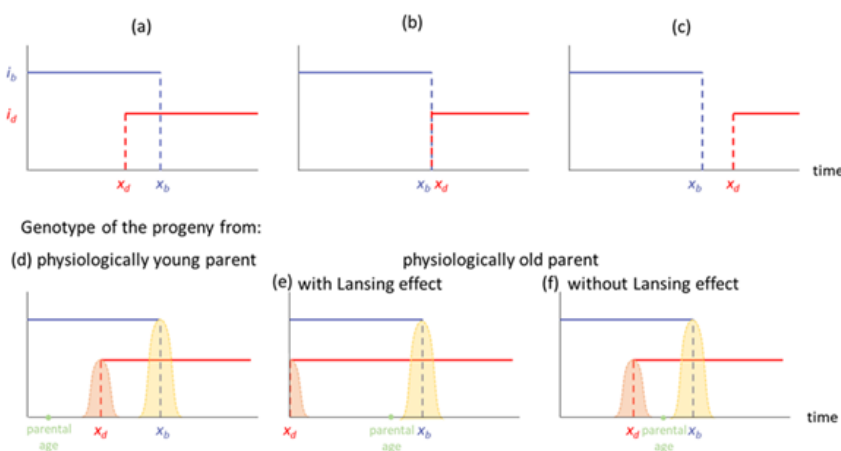 (a) (b) (c)
i_b
i_d
x_d x_b x_b x_d x_b x_d time
Genotype of the progeny from:
(d) physiologically young parent physiologically old parent
(e) with Lansing effect (f) without Lansing effect
parental age x_d x_b x_d parental age x_b x_d parental age x_b time